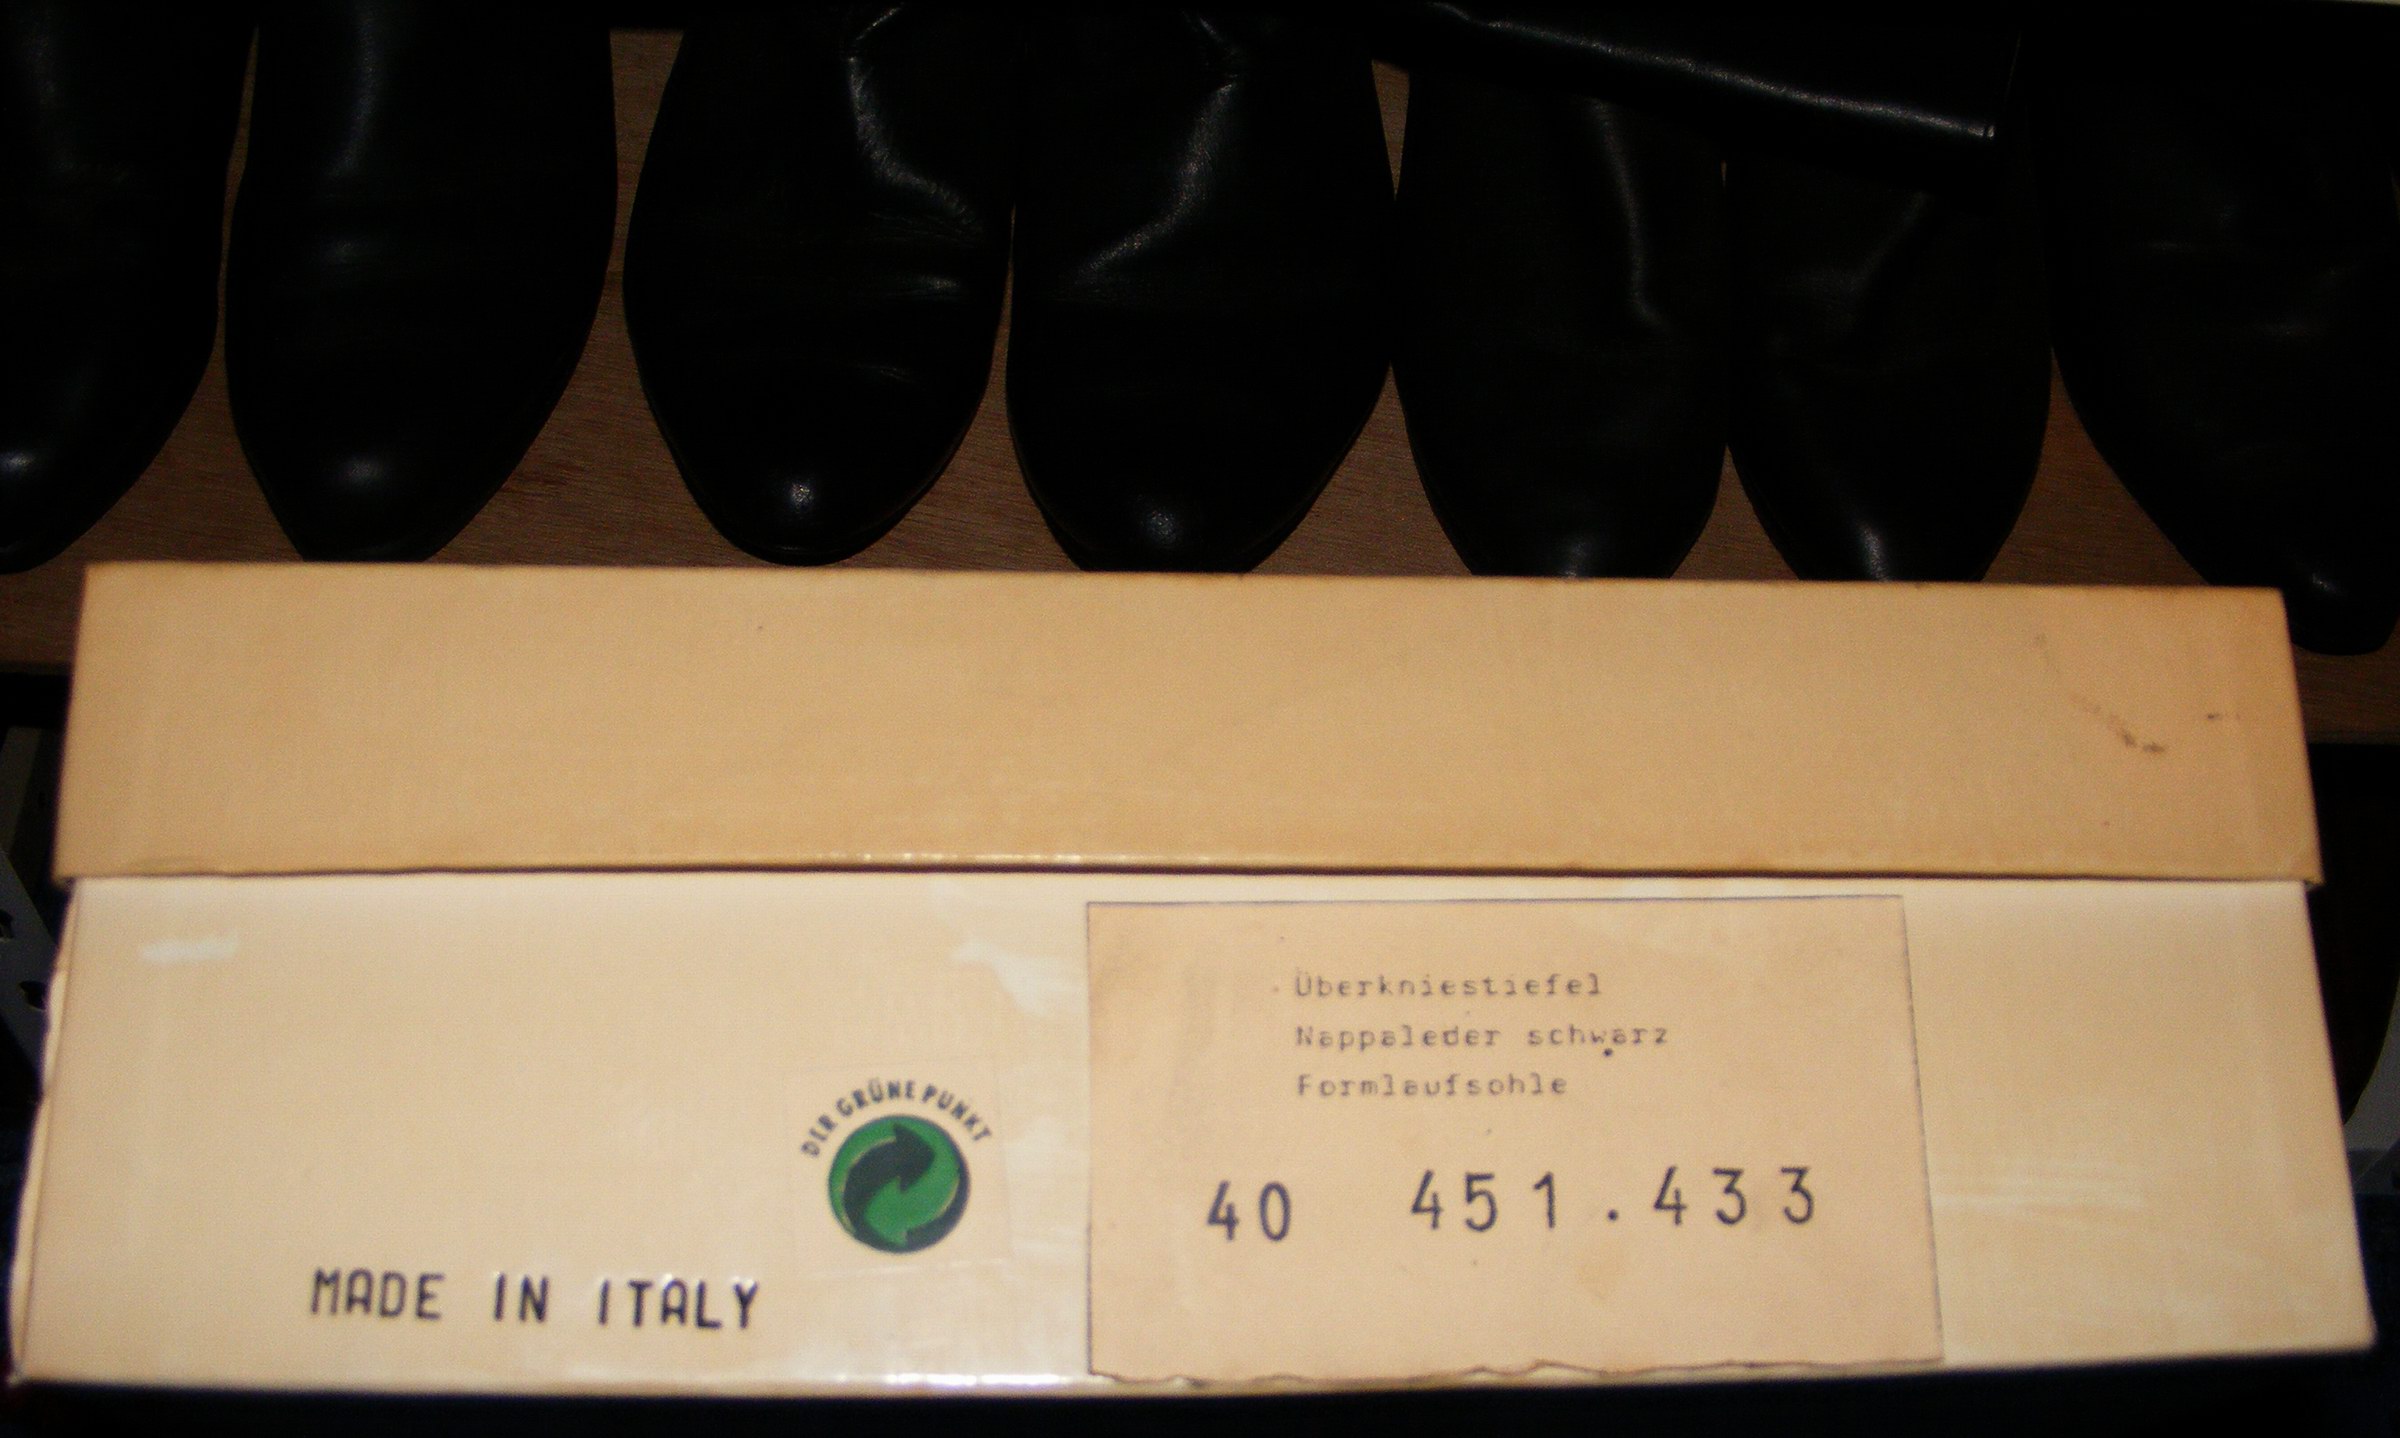 Überkniestiefel
Nappaleder schwarz
Formlaufsohle
DER GRÜNE PUNKT
40 451.433
MADE IN ITALY